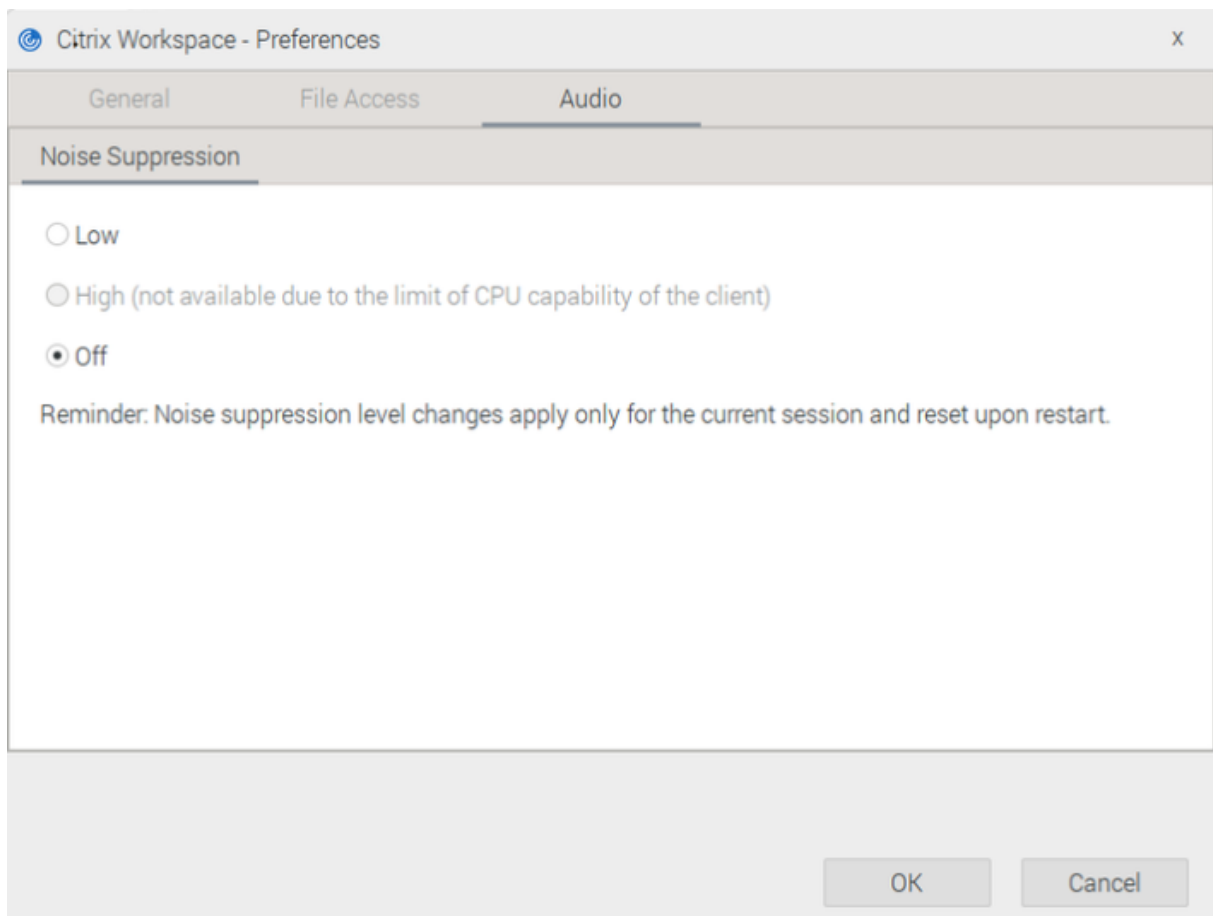 Citrix Workspace - Preferences x
General File Access Audio
Noise Suppression
Low
High (not available due to the limit of CPU capability of the client)
Off
Reminder: Noise suppression level changes apply only for the current session and reset upon restart.
OK Cancel